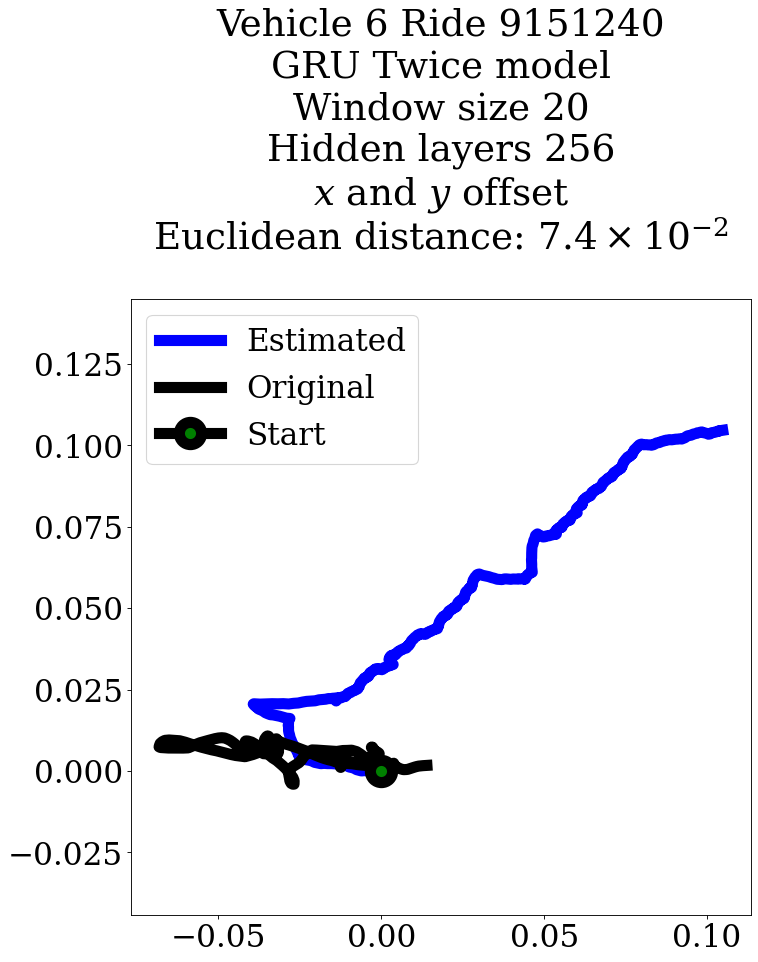 Vehicle 6 Ride 9151240
GRU Twice model
Window size 20
Hidden layers 256
x and y offset
Euclidean distance: 7.4 × 10⁻²
Estimated
Original
Start
0.125
0.100
0.075
0.050
0.025
0.000
−0.025
−0.05 0.00 0.05 0.10